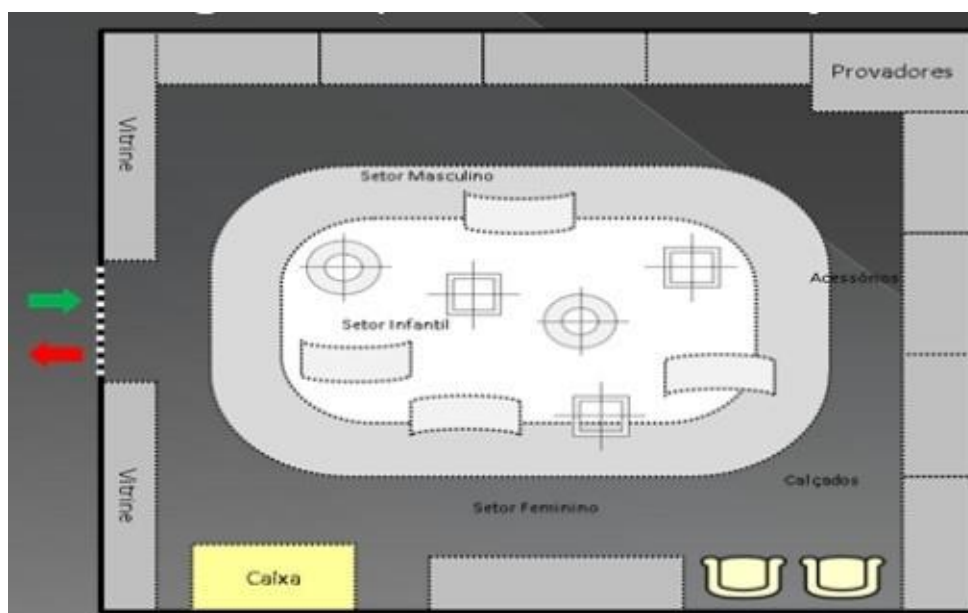 Provadores
Vitrine
Setor Masculino
Acessórios
Setor Infantil
Calçados
Vitrine
Setor Feminino
Caixa